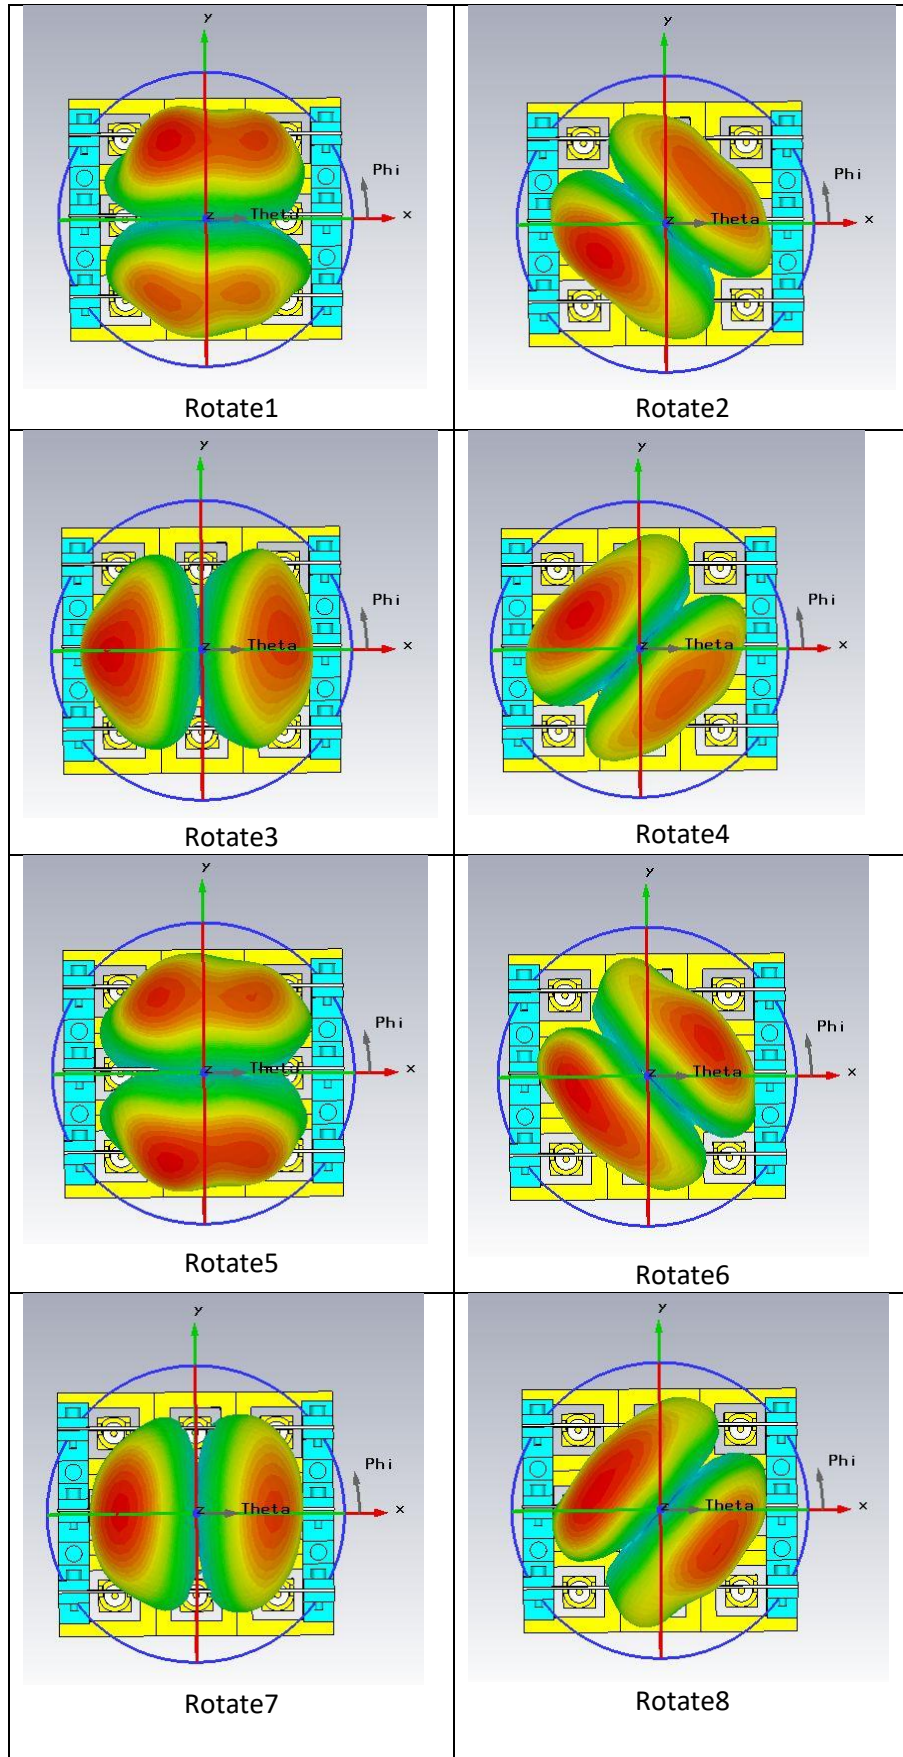 y
Phi
z
Theta
x
Rotate1
y
Phi
z
Theta
x
Rotate2
y
Phi
z
Theta
x
Rotate3
y
Phi
z
Theta
x
Rotate4
y
Phi
z
Theta
x
Rotate5
y
Phi
z
Theta
x
Rotate6
y
Phi
z
Theta
x
Rotate7
y
Phi
z
Theta
x
Rotate8